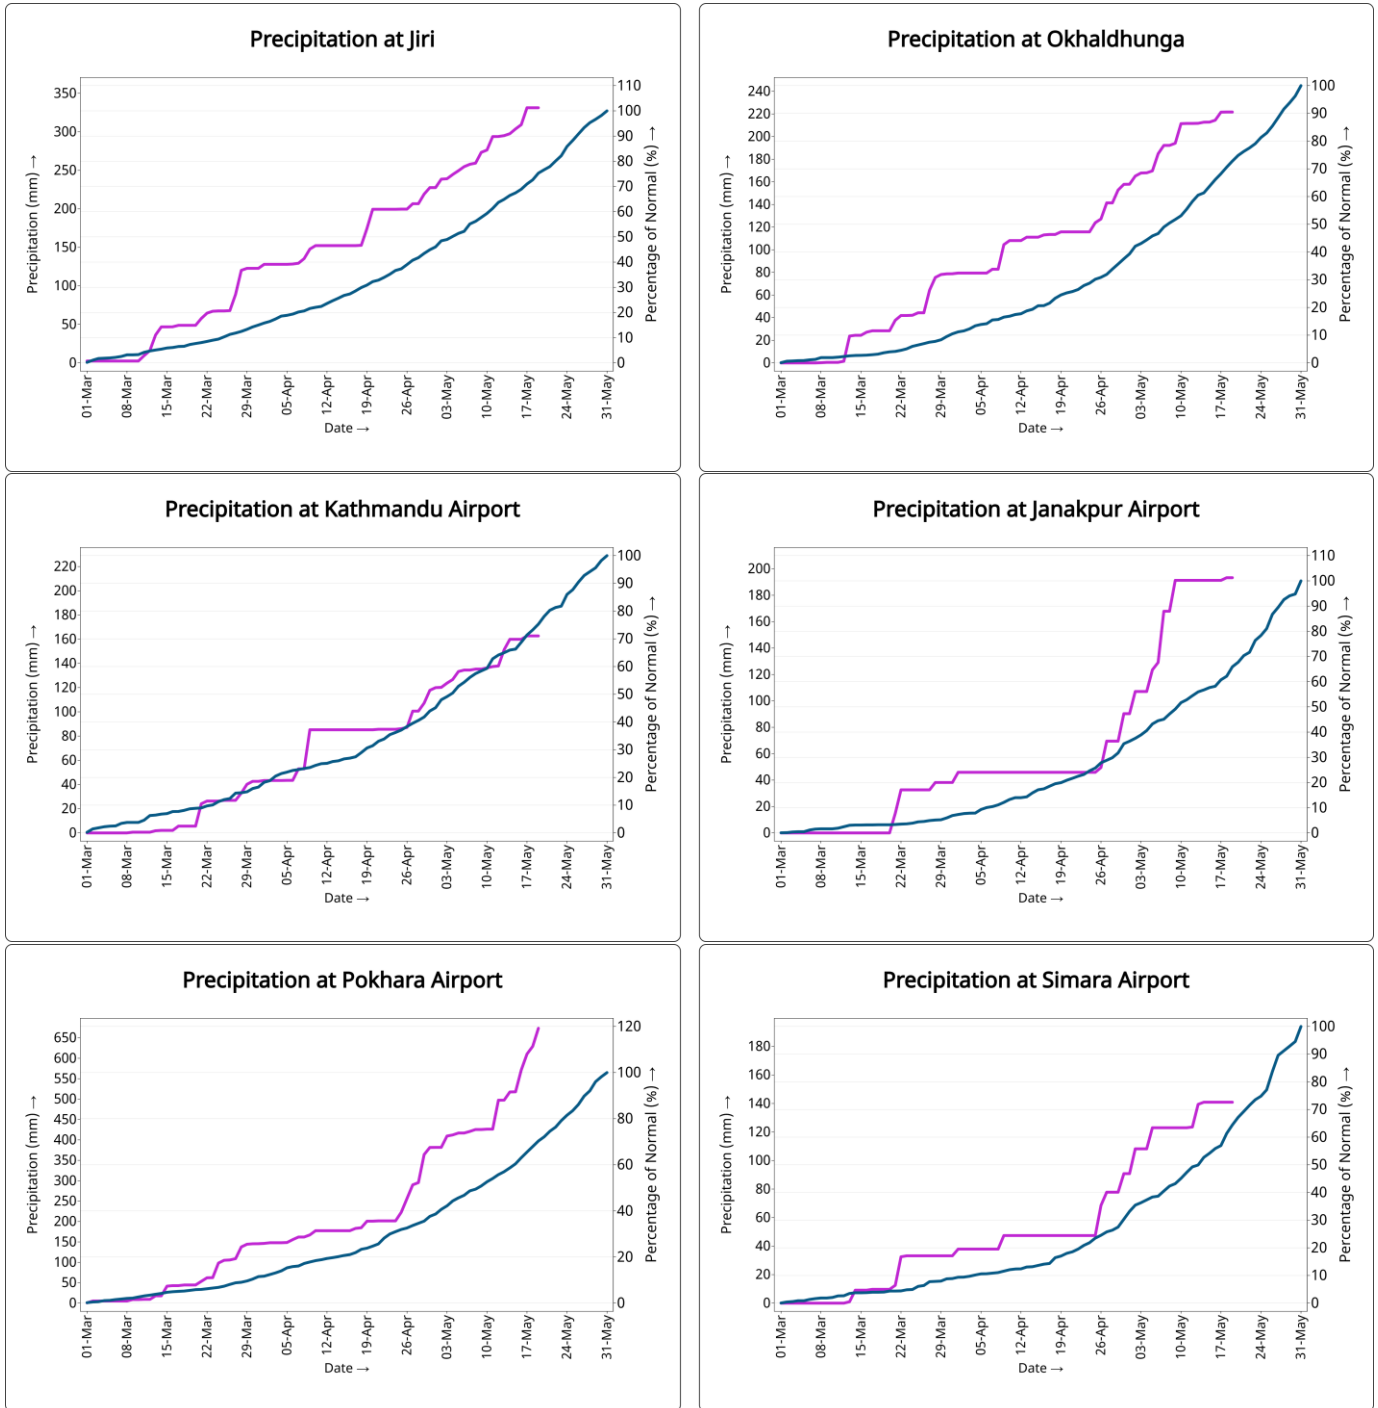 Precipitation at Jiri
Precipitation (mm) →
350
300
250
200
150
100
50
0
110
100
90
80
70
60
50
40
30
20
10
0
Percentage of Normal (%) →
01-Mar
08-Mar
15-Mar
22-Mar
29-Mar
05-Apr
12-Apr
19-Apr
26-Apr
03-May
10-May
17-May
24-May
31-May
Date →
Precipitation at Okhaldhunga
Precipitation (mm) →
240
220
200
180
160
140
120
100
80
60
40
20
0
100
90
80
70
60
50
40
30
20
10
0
Percentage of Normal (%) →
01-Mar
08-Mar
15-Mar
22-Mar
29-Mar
05-Apr
12-Apr
19-Apr
26-Apr
03-May
10-May
17-May
24-May
31-May
Date →
Precipitation at Kathmandu Airport
Precipitation (mm) →
220
200
180
160
140
120
100
80
60
40
20
0
100
90
80
70
60
50
40
30
20
10
0
Percentage of Normal (%) →
01-Mar
08-Mar
15-Mar
22-Mar
29-Mar
05-Apr
12-Apr
19-Apr
26-Apr
03-May
10-May
17-May
24-May
31-May
Date →
Precipitation at Janakpur Airport
Precipitation (mm) →
200
180
160
140
120
100
80
60
40
20
0
110
100
90
80
70
60
50
40
30
20
10
0
Percentage of Normal (%) →
01-Mar
08-Mar
15-Mar
22-Mar
29-Mar
05-Apr
12-Apr
19-Apr
26-Apr
03-May
10-May
17-May
24-May
31-May
Date →
Precipitation at Pokhara Airport
Precipitation (mm) →
650
600
550
500
450
400
350
300
250
200
150
100
50
0
120
100
80
60
40
20
0
Percentage of Normal (%) →
01-Mar
08-Mar
15-Mar
22-Mar
29-Mar
05-Apr
12-Apr
19-Apr
26-Apr
03-May
10-May
17-May
24-May
31-May
Date →
Precipitation at Simara Airport
Precipitation (mm) →
180
160
140
120
100
80
60
40
20
0
100
90
80
70
60
50
40
30
20
10
0
Percentage of Normal (%) →
01-Mar
08-Mar
15-Mar
22-Mar
29-Mar
05-Apr
12-Apr
19-Apr
26-Apr
03-May
10-May
17-May
24-May
31-May
Date →